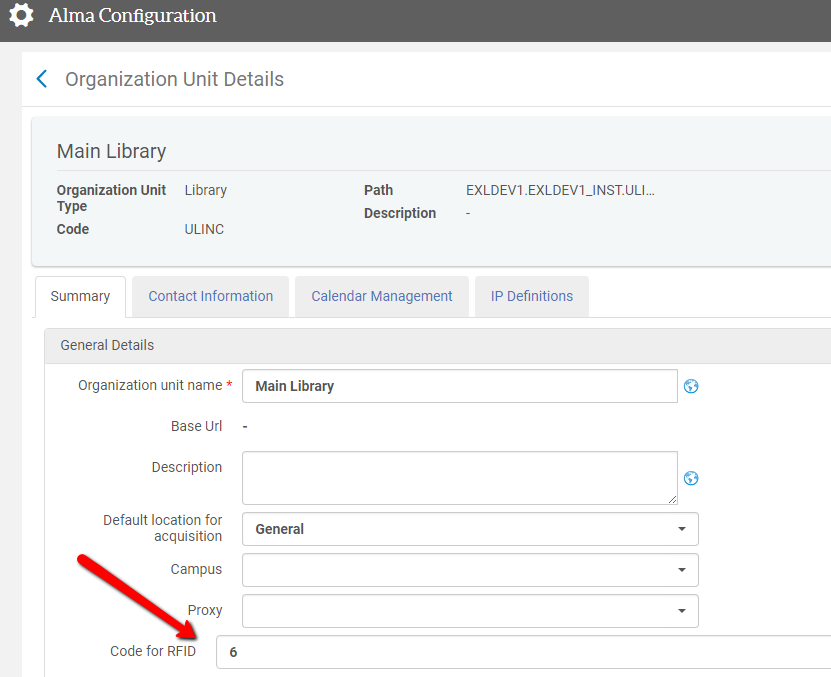 Alma Configuration
Organization Unit Details
Main Library
Organization Unit Type Library
Path EXLDEV1.EXLDEV1_INST.ULI...
Description -
Code ULINC
Summary Contact Information Calendar Management IP Definitions
General Details
Organization unit name * Main Library
Base Url -
Description
Default location for
acquisition General
Campus
Proxy
Code for RFID 6